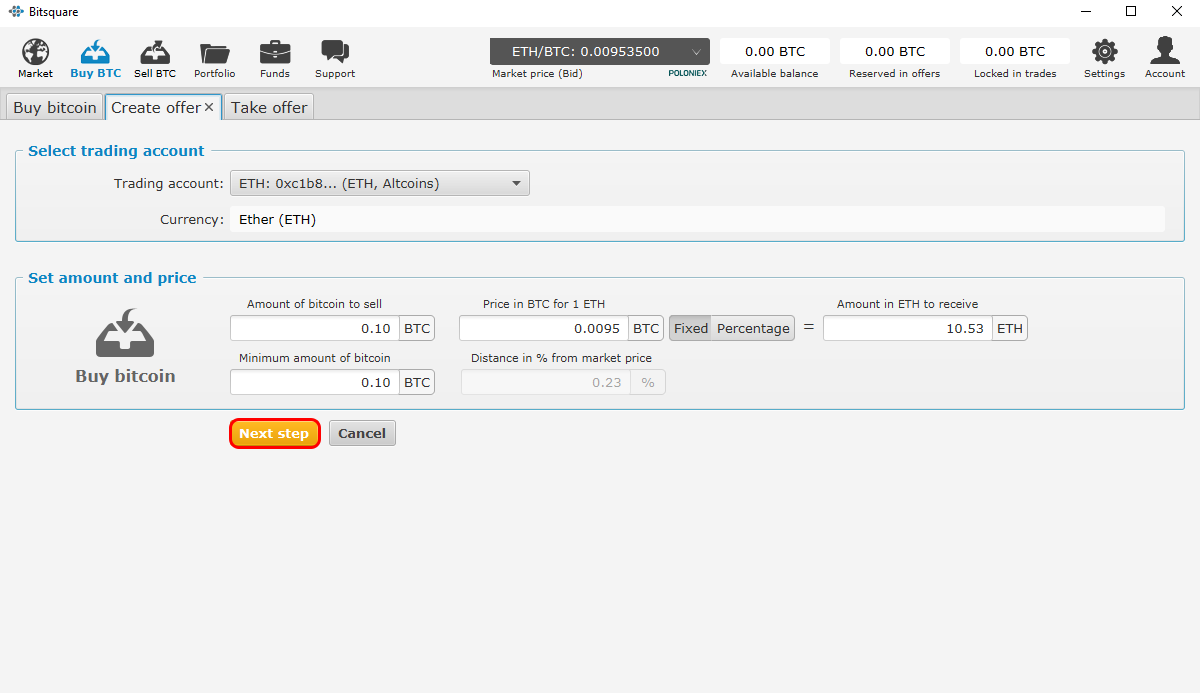 Bitsquare
Market
Buy BTC
Sell BTC
Portfolio
Funds
Support
ETH/BTC: 0.00953500
Market price (Bid)
POLONIEX
0.00 BTC
Available balance
0.00 BTC
Reserved in offers
0.00 BTC
Locked in trades
Settings
Account
Buy bitcoin
Create offer
Take offer
Select trading account
Trading account: ETH: 0xc1b8... (ETH, Altcoins)
Currency: Ether (ETH)
Set amount and price
Buy bitcoin
Amount of bitcoin to sell
0.10 BTC
Price in BTC for 1 ETH
0.0095 BTC
Fixed Percentage
=
Amount in ETH to receive
10.53 ETH
Minimum amount of bitcoin
0.10 BTC
Distance in % from market price
0.23 %
Next step
Cancel